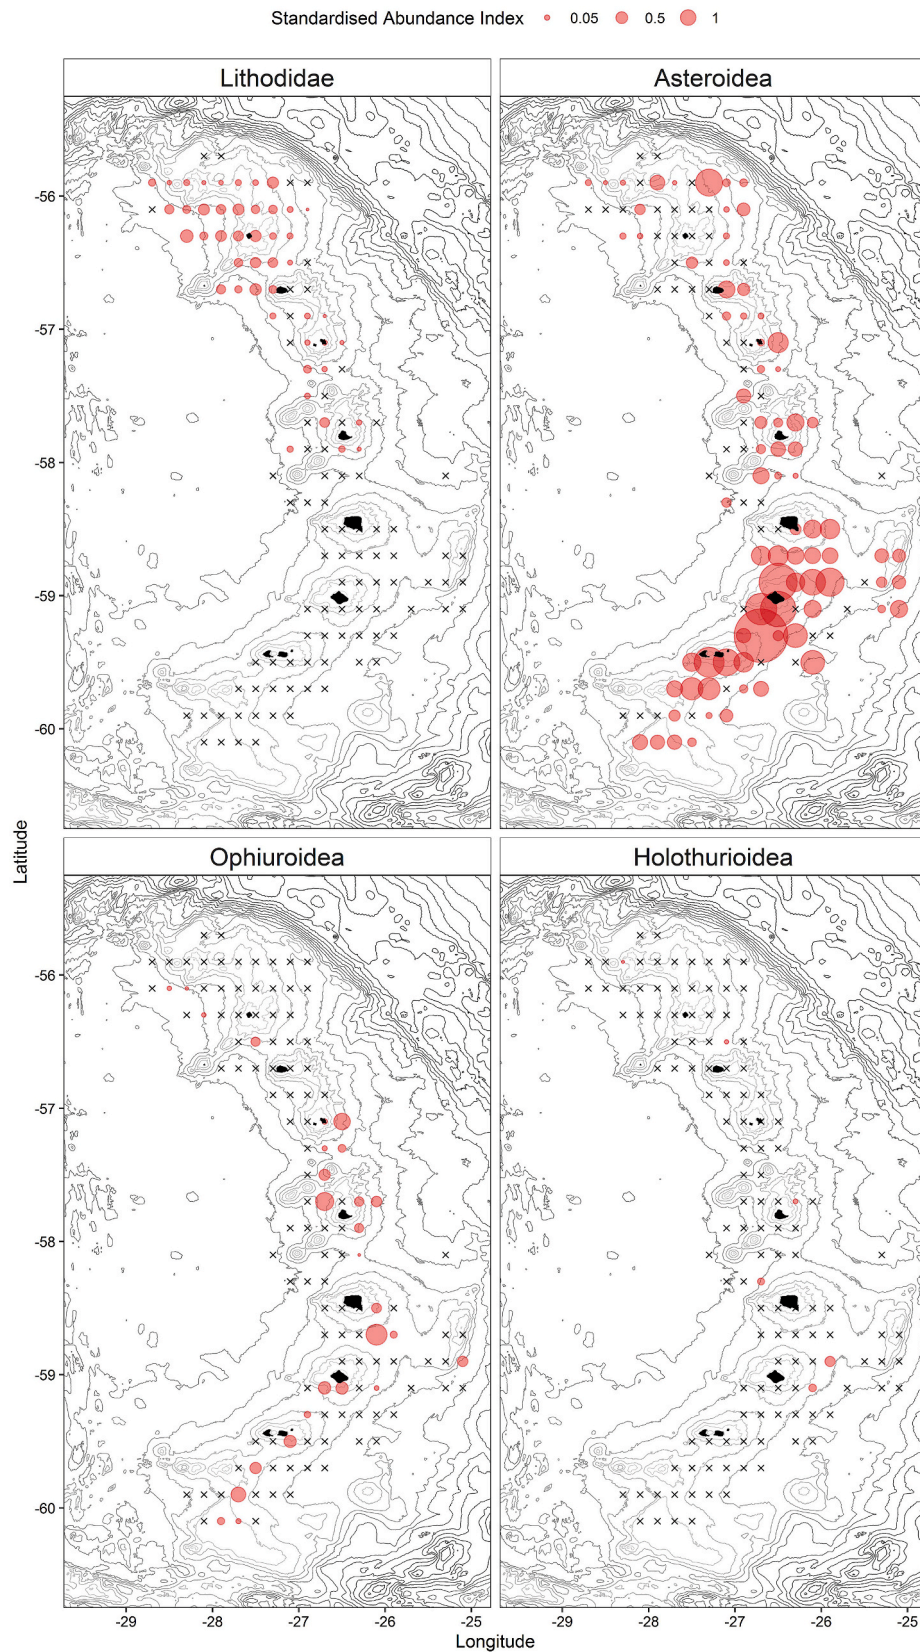 Standardised Abundance Index 0.05 0.5 1
Lithodidae Asteroidea
-56
-57
-58
-59
-60
Latitude
Ophiuroidea Holothurioidea
-56
-57
-58
-59
-60
-29 -28 -27 -26 -25 -29 -28 -27 -26 -25
Longitude